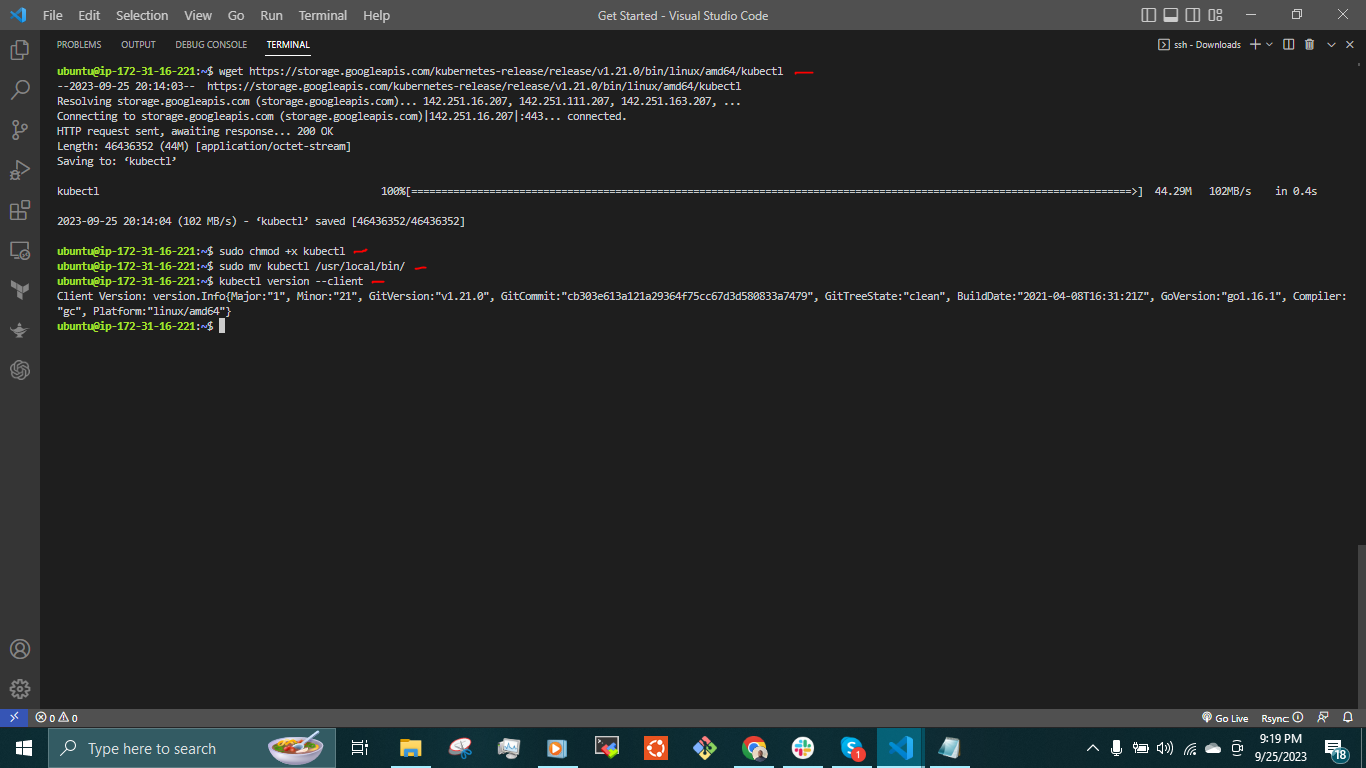 File Edit Selection View Go Run Terminal Help Get Started - Visual Studio Code
PROBLEMS OUTPUT DEBUG CONSOLE TERMINAL ssh - Downloads
ubuntu@ip-172-31-16-221:~$ wget https://storage.googleapis.com/kubernetes-release/release/v1.21.0/bin/linux/amd64/kubectl
--2023-09-25 20:14:03-- https://storage.googleapis.com/kubernetes-release/release/v1.21.0/bin/linux/amd64/kubectl
Resolving storage.googleapis.com (storage.googleapis.com)... 142.251.16.207, 142.251.111.207, 142.251.163.207, ...
Connecting to storage.googleapis.com (storage.googleapis.com)|142.251.16.207|:443... connected.
HTTP request sent, awaiting response... 200 OK
Length: 46436352 (44M) [application/octet-stream]
Saving to: ‘kubectl’
kubectl 100%[========================================================================================================================>] 44.29M 102MB/s in 0.4s
2023-09-25 20:14:04 (102 MB/s) - ‘kubectl’ saved [46436352/46436352]
ubuntu@ip-172-31-16-221:~$ sudo chmod +x kubectl
ubuntu@ip-172-31-16-221:~$ sudo mv kubectl /usr/local/bin/
ubuntu@ip-172-31-16-221:~$ kubectl version --client
Client Version: version.Info{Major:"1", Minor:"21", GitVersion:"v1.21.0", GitCommit:"cb303e613a121a29364f75cc67d3d580833a7479", GitTreeState:"clean", BuildDate:"2021-04-08T16:31:21Z", GoVersion:"go1.16.1", Compiler:
"gc", Platform:"linux/amd64"}
ubuntu@ip-172-31-16-221:~$
0 0 Go Live Rsync:
Type here to search 1 9:19 PM
9/25/2023 18